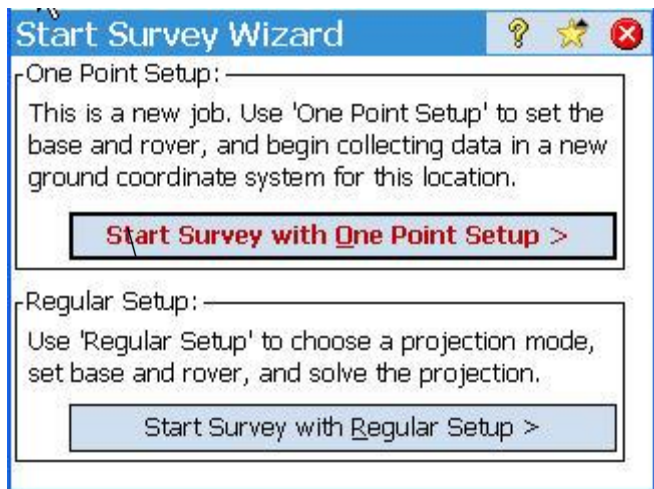 Start Survey Wizard
One Point Setup:
This is a new job. Use 'One Point Setup' to set the
base and rover, and begin collecting data in a new
ground coordinate system for this location.
Start Survey with One Point Setup >
Regular Setup:
Use 'Regular Setup' to choose a projection mode,
set base and rover, and solve the projection.
Start Survey with Regular Setup >